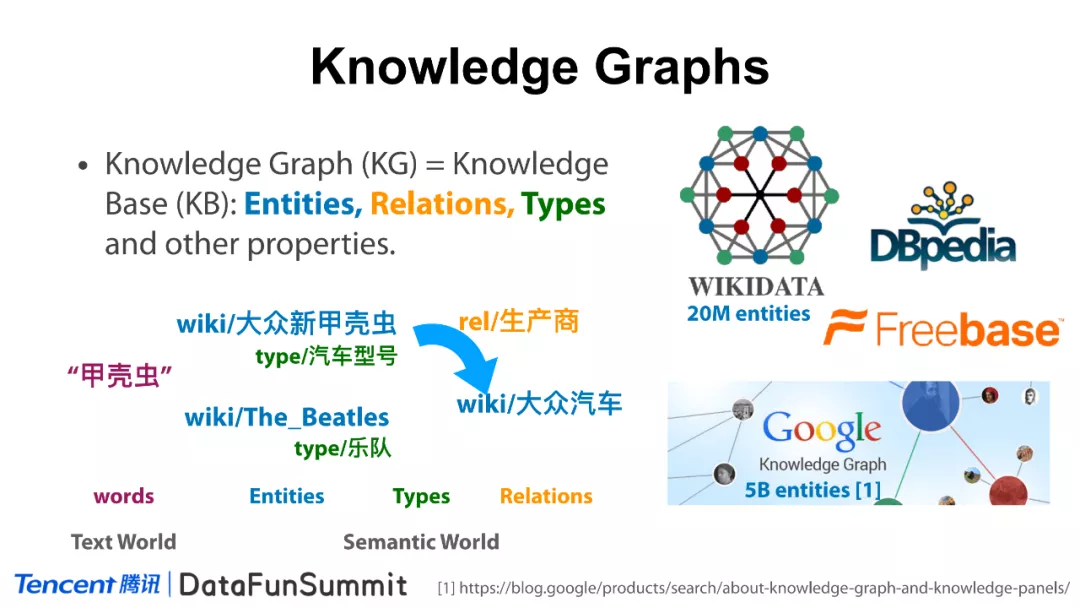 Knowledge Graphs
• Knowledge Graph (KG) = Knowledge
Base (KB): Entities, Relations, Types
and other properties.
wiki/大众新甲壳虫
rel/生产商
type/汽车型号
“甲壳虫”
wiki/大众汽车
wiki/The_Beatles
type/乐队
words
Entities
Types
Relations
Text World
Semantic World
WIKIDATA
20M entities
DBpedia
Freebase™
Google
Knowledge Graph
5B entities [1]
Tencent 腾讯 | DataFunSummit
[1] https://blog.google/products/search/about-knowledge-graph-and-knowledge-panels/